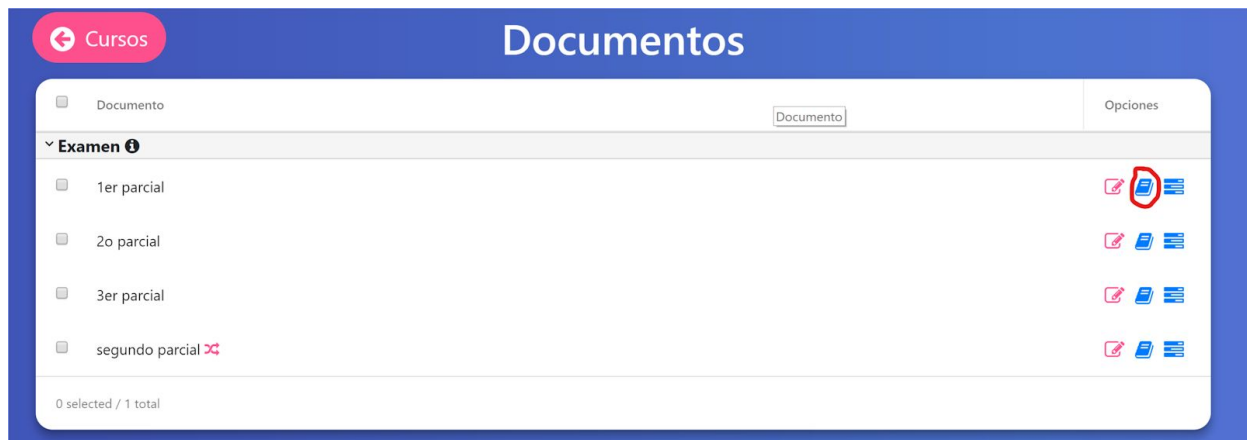 Cursos
Documentos
Documento
Documento
Opciones
Examen
1er parcial
2o parcial
3er parcial
segundo parcial
0 selected / 1 total